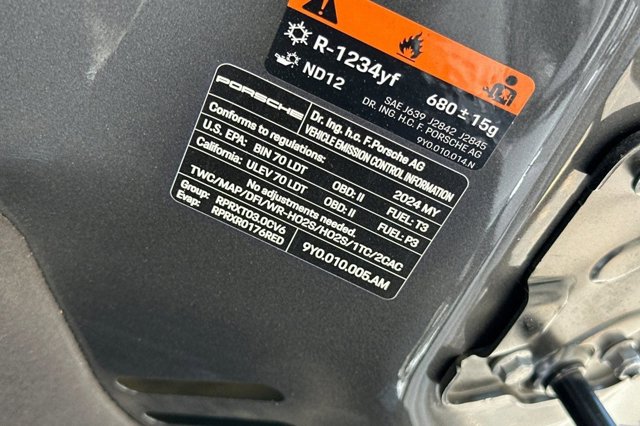 R-1234yf
ND12
680 ± 15g
SAE J639 J2842 J2845
DR. ING. H.C. F. PORSCHE AG
9Y0.010.014.N
PORSCHE
Dr. Ing. h.c. F. Porsche AG
VEHICLE EMISSION CONTROL INFORMATION
Conforms to regulations: 2024 MY
U.S. EPA: BIN 70 LDT OBD: II FUEL: T3
California: ULEV 70 LDT OBD: II FUEL: P3
No adjustments needed.
TWC/MAP/DFI/WR-HO2S/HO2S/1TC/2CAC
Group: RPRXT03.0CV6
Evap: RPRXR0176RED
9Y0.010.005.AM